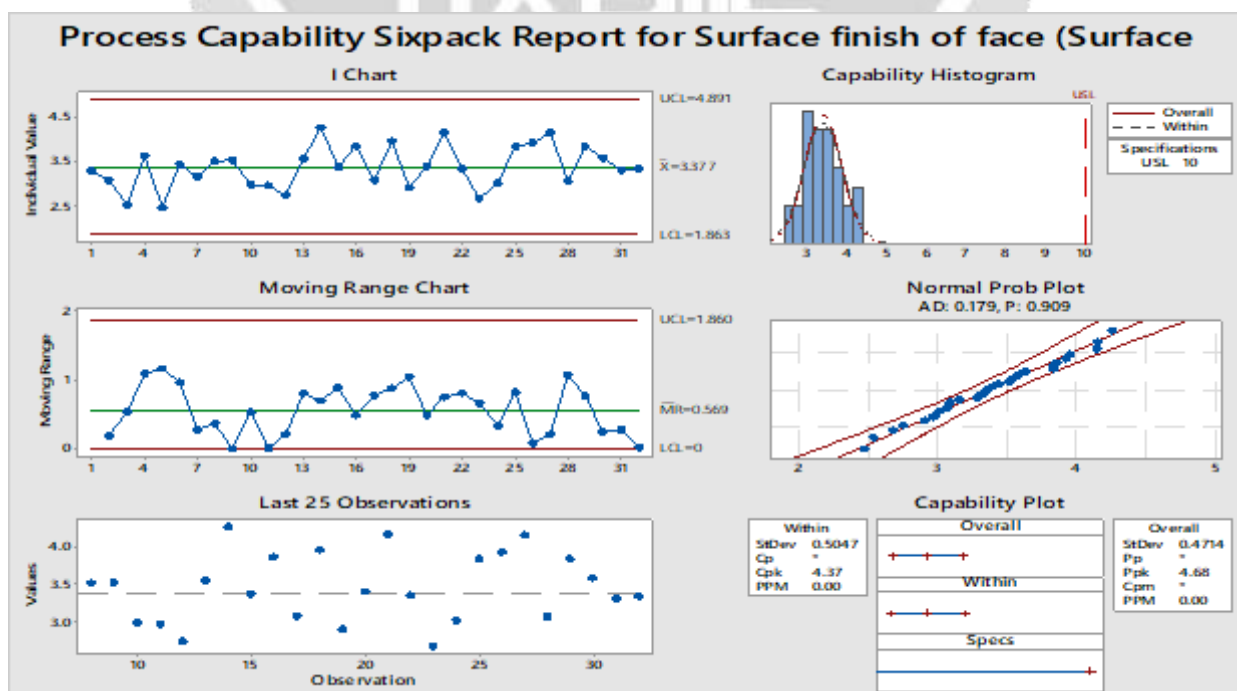 Process Capability Sixpack Report for Surface finish of face (Surface
I Chart
Individual Value
4.5
3.5
2.5
UCL=4.891
X̄=3.377
LCL=1.863
1 4 7 10 13 16 19 22 25 28 31
Capability Histogram
USL
3 4 5 6 7 8 9 10
Overall
Within
Specifications
USL 10
Moving Range Chart
Moving Range
2
1
0
UCL=1.860
M̅R̅=0.569
LCL=0
1 4 7 10 13 16 19 22 25 28 31
Normal Prob Plot
AD: 0.179, P: 0.909
2 3 4 5
Last 25 Observations
Values
4.0
3.5
3.0
10 15 20 25 30
Observation
Capability Plot
Within
StDev 0.5047
Cp *
Cpk 4.37
PPM 0.00
Overall
Within
Specs
Overall
StDev 0.4714
Pp *
Ppk 4.68
Cpm *
PPM 0.00